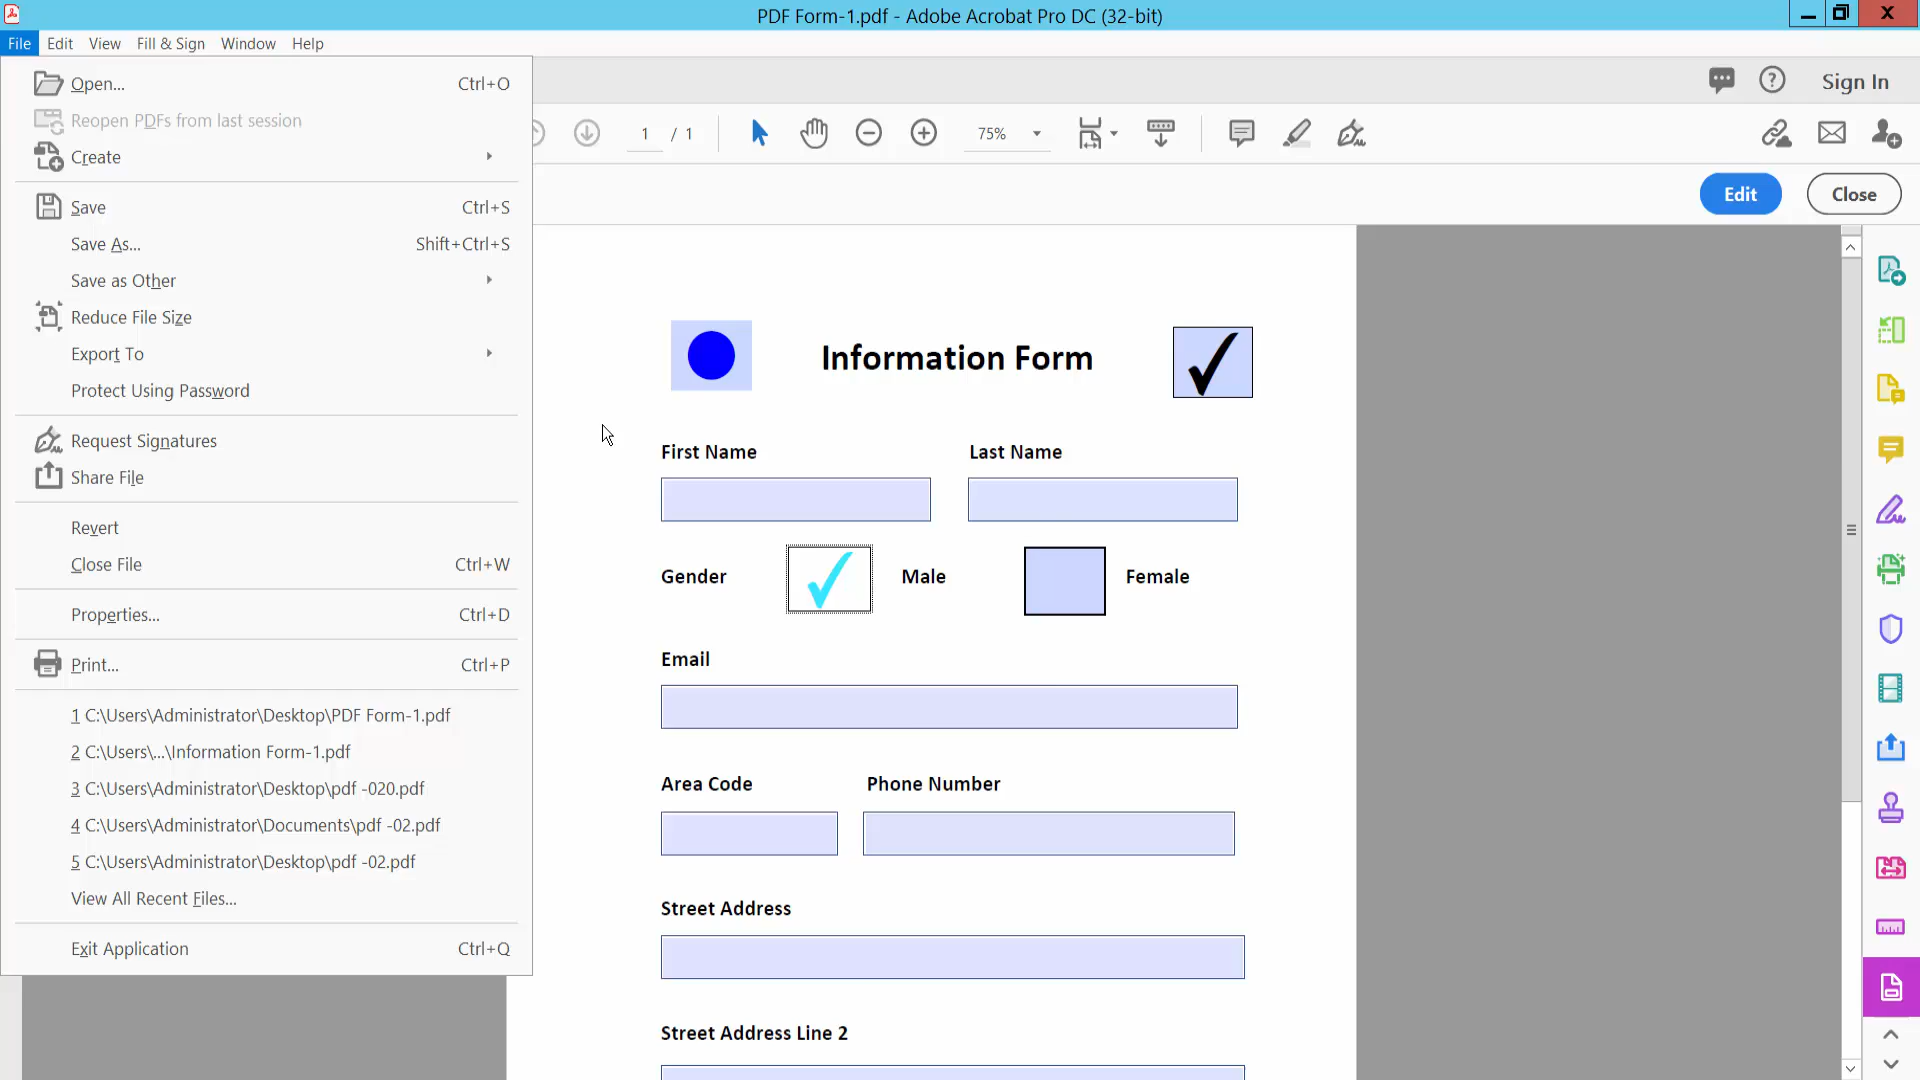 PDF Form-1.pdf - Adobe Acrobat Pro DC (32-bit)
File Edit View Fill & Sign Window Help
Open... Ctrl+O
Reopen PDFs from last session
Create
Save Ctrl+S
Save As... Shift+Ctrl+S
Save as Other
Reduce File Size
Export To
Protect Using Password
Request Signatures
Share File
Revert
Close File Ctrl+W
Properties... Ctrl+D
Print... Ctrl+P
1 C:\Users\Administrator\Desktop\PDF Form-1.pdf
2 C:\Users\...\Information Form-1.pdf
3 C:\Users\Administrator\Desktop\pdf -020.pdf
4 C:\Users\Administrator\Documents\pdf -02.pdf
5 C:\Users\Administrator\Desktop\pdf -02.pdf
View All Recent Files...
Exit Application Ctrl+Q
Sign In
1 / 1 75%
Edit Close
Information Form
First Name Last Name
Gender Male Female
Email
Area Code Phone Number
Street Address
Street Address Line 2